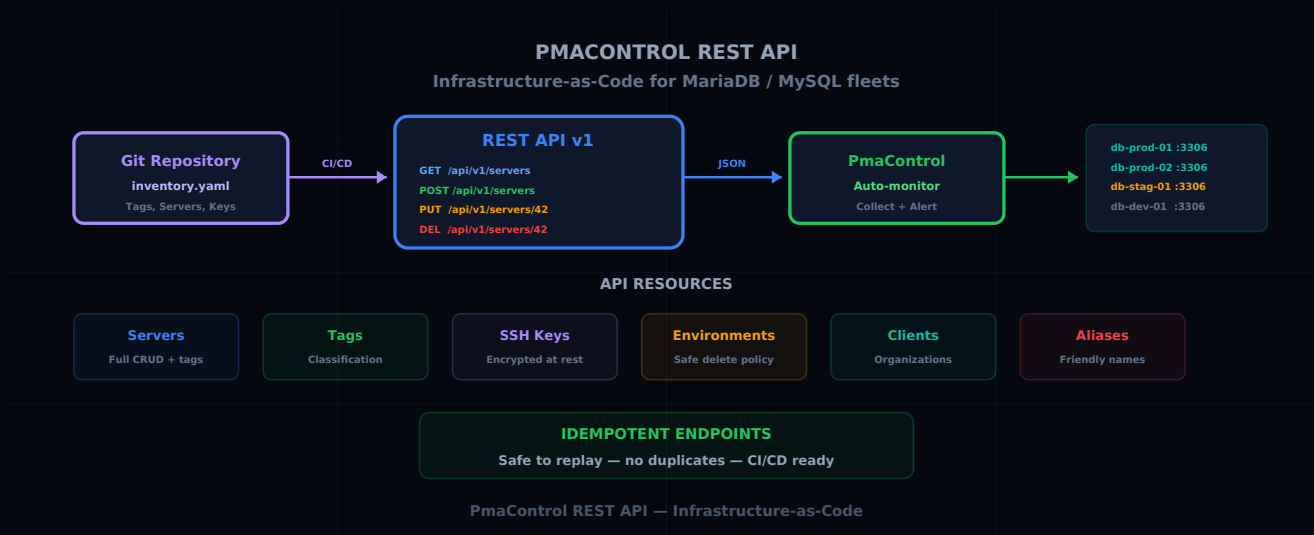 PMACONTROL REST API
Infrastructure-as-Code for MariaDB / MySQL fleets
Git Repository
inventory.yaml
Tags, Servers, Keys
CI/CD
REST API v1
GET /api/v1/servers
POST /api/v1/servers
PUT /api/v1/servers/42
DEL /api/v1/servers/42
JSON
PmaControl
Auto-monitor
Collect + Alert
db-prod-01 :3306
db-prod-02 :3306
db-stag-01 :3306
db-dev-01 :3306
API RESOURCES
Servers
Full CRUD + tags
Tags
Classification
SSH Keys
Encrypted at rest
Environments
Safe delete policy
Clients
Organizations
Aliases
Friendly names
IDEMPOTENT ENDPOINTS
Safe to replay — no duplicates — CI/CD ready
PmaControl REST API — Infrastructure-as-Code